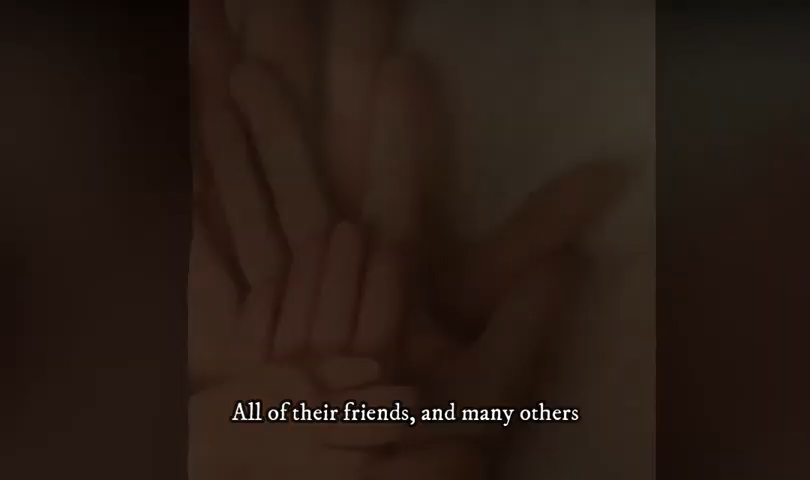 All of their friends, and many others